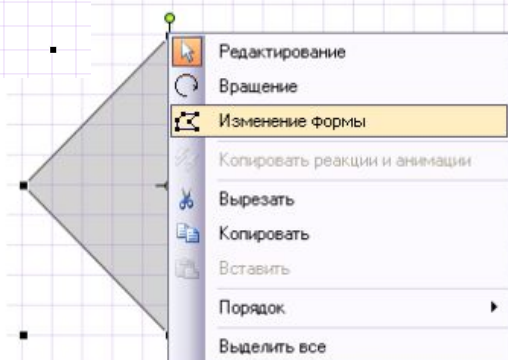 Редактирование
Вращение
Изменение формы
Копировать реакции и анимации
Вырезать
Копировать
Вставить
Порядок
Выделить все